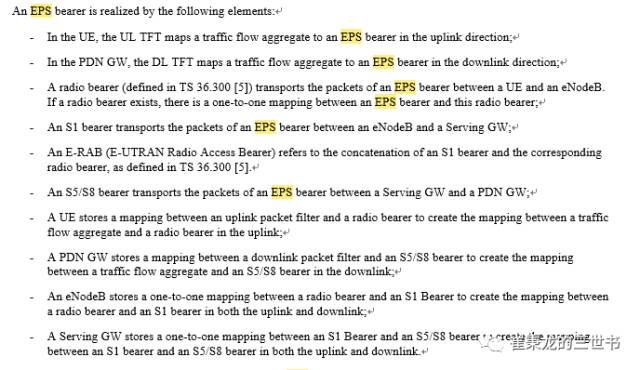 An EPS bearer is realized by the following elements:↵
- In the UE, the UL TFT maps a traffic flow aggregate to an EPS bearer in the uplink direction;↵
- In the PDN GW, the DL TFT maps a traffic flow aggregate to an EPS bearer in the downlink direction;↵
- A radio bearer (defined in TS 36.300 [5]) transports the packets of an EPS bearer between a UE and an eNodeB.
If a radio bearer exists, there is a one-to-one mapping between an EPS bearer and this radio bearer;↵
- An S1 bearer transports the packets of an EPS bearer between an eNodeB and a Serving GW;↵
- An E-RAB (E-UTRAN Radio Access Bearer) refers to the concatenation of an S1 bearer and the corresponding
radio bearer, as defined in TS 36.300 [5].↵
- An S5/S8 bearer transports the packets of an EPS bearer between a Serving GW and a PDN GW;↵
- A UE stores a mapping between an uplink packet filter and a radio bearer to create the mapping between a traffic
flow aggregate and a radio bearer in the uplink;↵
- A PDN GW stores a mapping between a downlink packet filter and an S5/S8 bearer to create the mapping
between a traffic flow aggregate and an S5/S8 bearer in the downlink;↵
- An eNodeB stores a one-to-one mapping between a radio bearer and an S1 Bearer to create the mapping between
a radio bearer and an S1 bearer in both the uplink and downlink;↵
- A Serving GW stores a one-to-one mapping between an S1 Bearer and an S5/S8 bearer to create the mapping
between an S1 bearer and an S5/S8 bearer in both the uplink and downlink.↵
龙的三世书